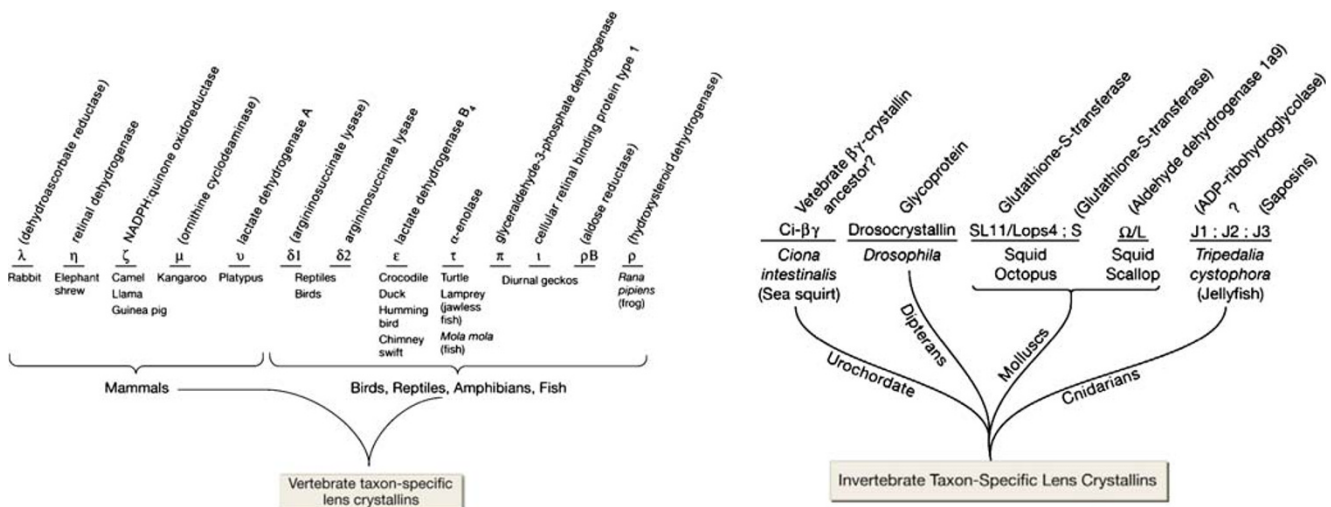 (dehydroascorbate reductase)
retinal dehydrogenase
NADPH:quinone oxidoreductase
(ornithine cyclodeaminase)
lactate dehydrogenase A
(argininosuccinate lysase)
argininosuccinate lysase
lactate dehydrogenase B4
α-enolase
glyceraldehyde-3-phosphate dehydrogenase
cellular retinal binding protein type 1
(aldose reductase)
(hydroxysteroid dehydrogenase)
λ η ζ μ υ δ1 δ2 ε τ π ι ρB ρ
Rabbit Elephant Camel Kangaroo Platypus Reptiles Crocodile Turtle Diurnal geckos Rana
shrew Llama Birds Duck Lamprey pipiens
Guinea pig Humming (jawless (frog)
bird fish)
Chimney Mola mola
swift (fish)
Mammals
Birds, Reptiles, Amphibians, Fish
Vertebrate taxon-specific
lens crystallins
Vetebrate βγ-crystallin
ancestor?
Glycoprotein
Glutathione-S-transferase
(Glutathione-S-transferase)
(Aldehyde dehydrogenase 1a9)
(ADP-ribohydroglycolase)
?
(Saposins)
Ci-βγ Drosocrystallin SL11/Lops4 : S Ω/L J1 : J2 : J3
Ciona Drosophila Squid Squid Tripedalia
intestinalis Octopus Scallop cystophora
(Sea squirt) (Jellyfish)
Urochordate
Dipterans
Molluscs
Cnidarians
Invertebrate Taxon-Specific Lens Crystallins